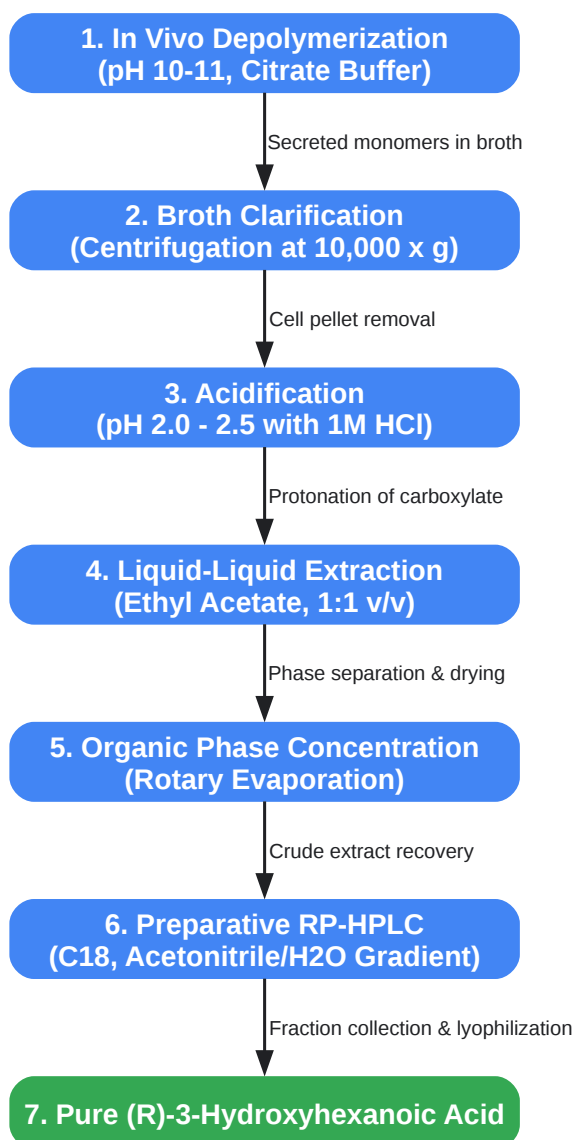 1. In Vivo Depolymerization
(pH 10-11, Citrate Buffer)
Secreted monomers in broth
2. Broth Clarification
(Centrifugation at 10,000 x g)
Cell pellet removal
3. Acidification
(pH 2.0 - 2.5 with 1M HCl)
Protonation of carboxylate
4. Liquid-Liquid Extraction
(Ethyl Acetate, 1:1 v/v)
Phase separation & drying
5. Organic Phase Concentration
(Rotary Evaporation)
Crude extract recovery
6. Preparative RP-HPLC
(C18, Acetonitrile/H2O Gradient)
Fraction collection & lyophilization
7. Pure (R)-3-Hydroxyhexanoic Acid